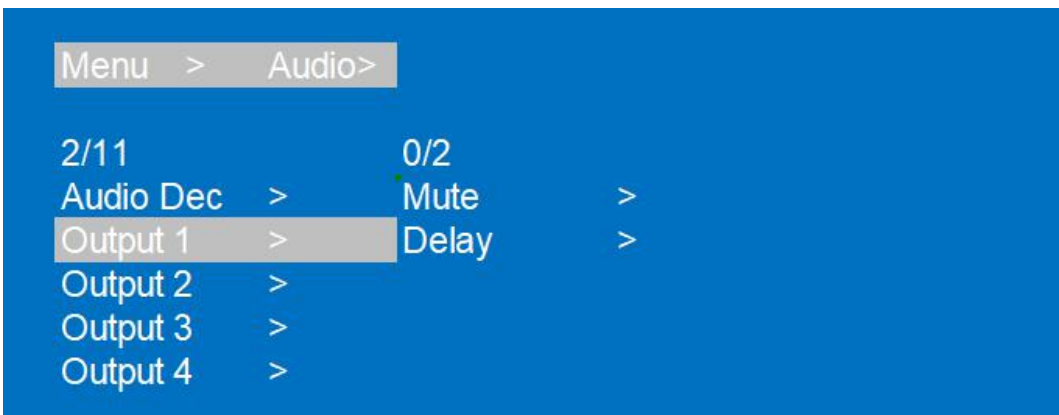 Menu > Audio>
2/11 0/2
Audio Dec > Mute >
Output 1 > Delay >
Output 2 >
Output 3 >
Output 4 >